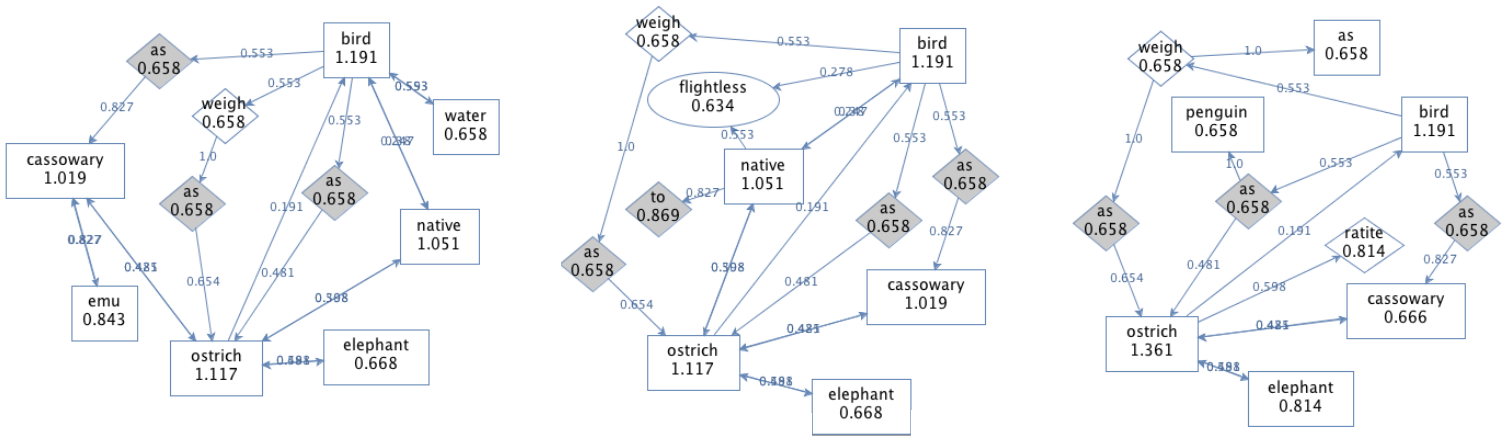 as
0.658
bird
1.191
0.553
0.827
0.553
weigh
0.658
water
0.658
0.553
cassowary
1.019
1.0
as
0.658
as
0.658
0.191
native
1.051
0.827
0.654
0.481
emu
0.843
ostrich
1.117
elephant
0.668
weigh
0.658
bird
1.191
0.553
0.278
flightless
0.634
0.553
0.553
0.553
1.0
native
1.051
as
0.658
0.827
to
0.869
0.191
as
0.658
0.827
as
0.658
0.481
0.654
cassowary
1.019
ostrich
1.117
elephant
0.668
weigh
0.658
1.0
as
0.658
0.553
penguin
0.658
bird
1.191
1.0
1.0
0.553
0.553
as
0.658
as
0.658
as
0.658
0.191
ratite
0.814
0.654
0.481
0.598
0.827
cassowary
0.666
ostrich
1.361
elephant
0.814